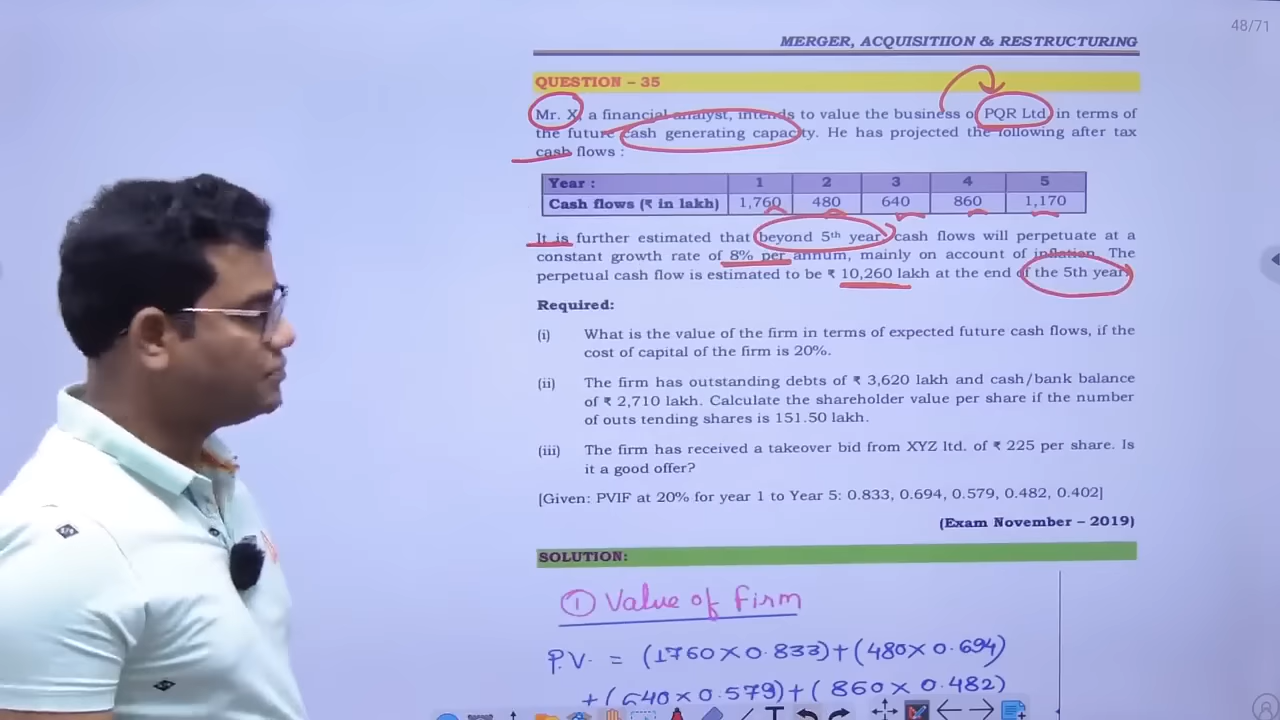 48/71
MERGER, ACQUISITIION & RESTRUCTURING
QUESTION – 35
Mr. X, a financial analyst, intends to value the business of PQR Ltd in terms of
the future cash generating capacity. He has projected the following after tax
cash flows :
Year : 1 2 3 4 5
Cash flows (₹ in lakh) 1,760 480 640 860 1,170
It is further estimated that beyond 5th year, cash flows will perpetuate at a
constant growth rate of 8% per annum, mainly on account of inflation. The
perpetual cash flow is estimated to be ₹ 10,260 lakh at the end of the 5th year.
Required:
(i) What is the value of the firm in terms of expected future cash flows, if the
cost of capital of the firm is 20%.
(ii) The firm has outstanding debts of ₹ 3,620 lakh and cash/bank balance
of ₹ 2,710 lakh. Calculate the shareholder value per share if the number
of outs tending shares is 151.50 lakh.
(iii) The firm has received a takeover bid from XYZ ltd. of ₹ 225 per share. Is
it a good offer?
[Given: PVIF at 20% for year 1 to Year 5: 0.833, 0.694, 0.579, 0.482, 0.402]
(Exam November – 2019)
SOLUTION:
① Value of Firm
P.V. = (1760 × 0.833) + (480 × 0.694)
+ (640 × 0.579) + (860 × 0.482)